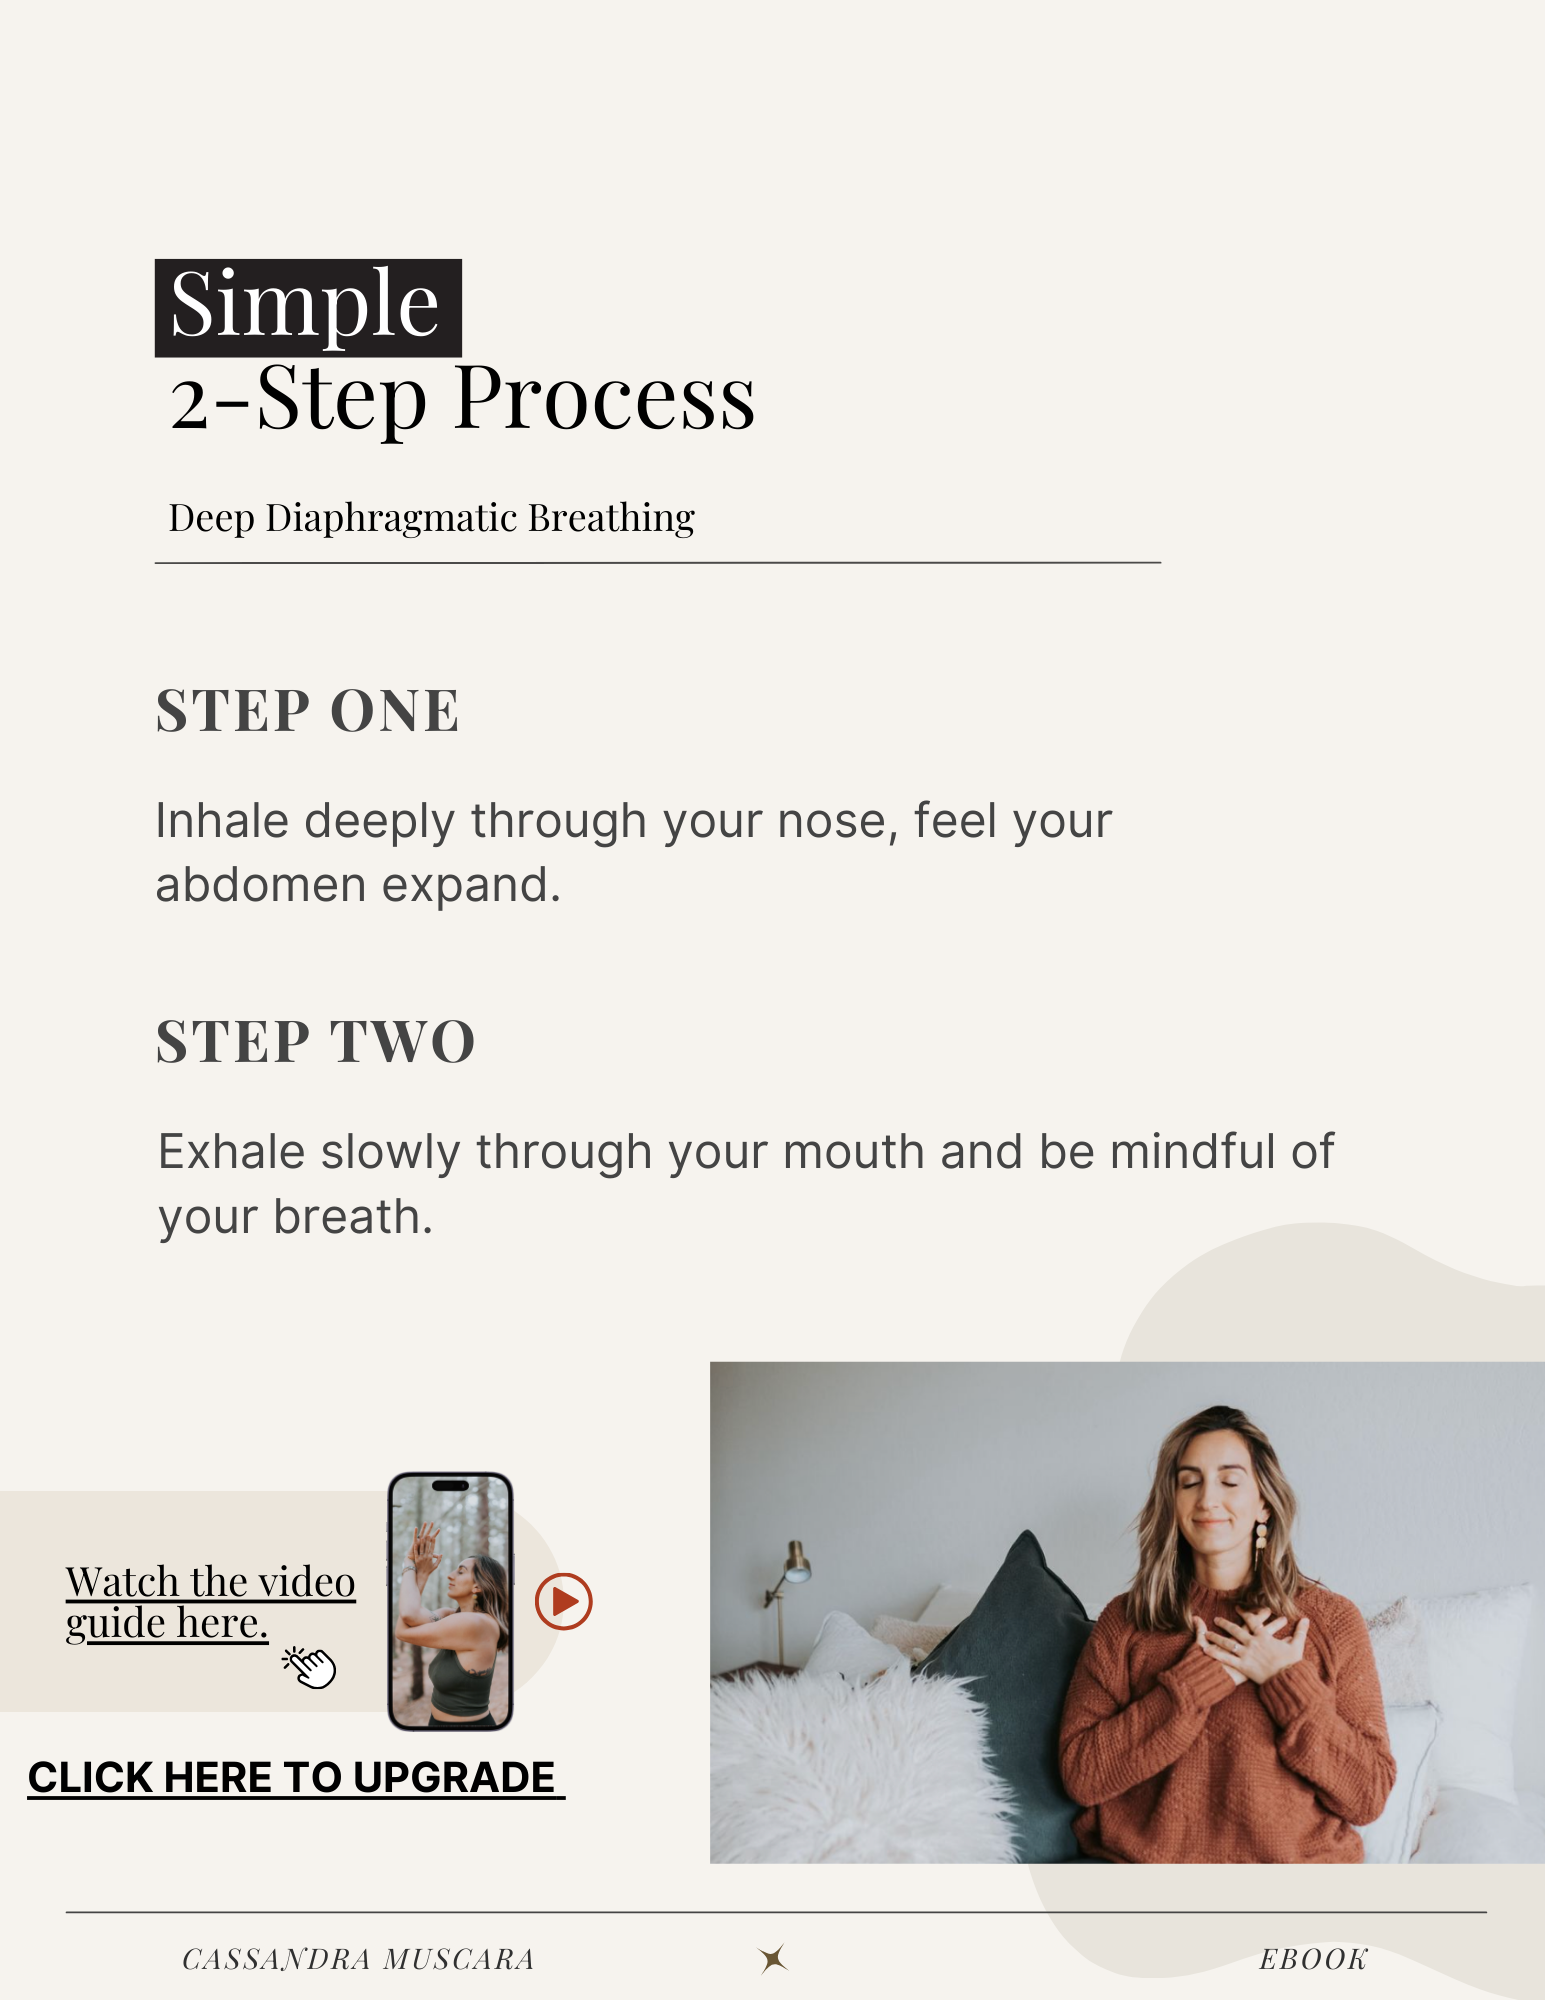 Simple
2-Step Process
Deep Diaphragmatic Breathing
STEP ONE
Inhale deeply through your nose, feel your
abdomen expand.
STEP TWO
Exhale slowly through your mouth and be mindful of
your breath.
Watch the video
guide here.
CLICK HERE TO UPGRADE
CASSANDRA MUSCARA
EBOOK